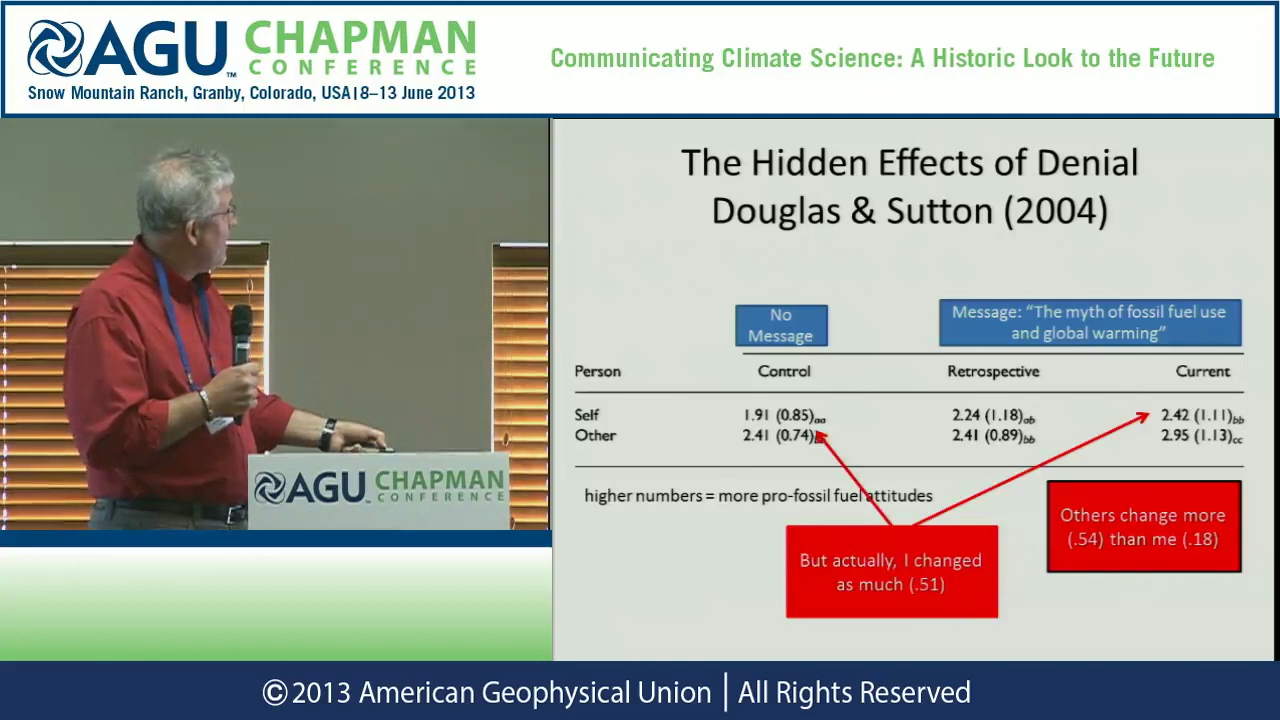 AGU CHAPMAN
CONFERENCE
TM
Snow Mountain Ranch, Granby, Colorado, USA|8–13 June 2013
Communicating Climate Science: A Historic Look to the Future
The Hidden Effects of Denial
Douglas & Sutton (2004)
No
Message
Message: “The myth of fossil fuel use
and global warming”
Person Control Retrospective Current
Self 1.91 (0.85)aa 2.24 (1.18)ab 2.42 (1.11)bb
Other 2.41 (0.74) 2.41 (0.89)bb 2.95 (1.13)cc
higher numbers = more pro-fossil fuel attitudes
But actually, I changed
as much (.51)
Others change more
(.54) than me (.18)
AGU CHAPMAN
CONFERENCE
©2013 American Geophysical Union | All Rights Reserved